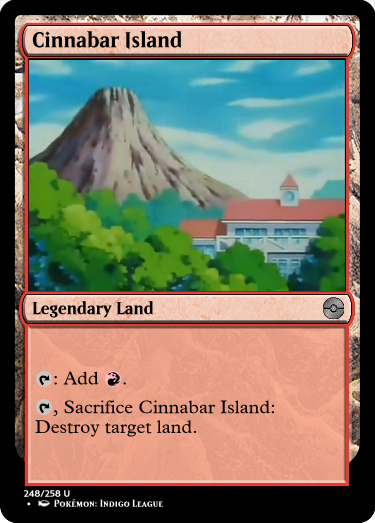 Cinnabar Island
Legendary Land
: Add .
, Sacrifice Cinnabar Island:
Destroy target land.
248/258 U
• Pokémon: Indigo League